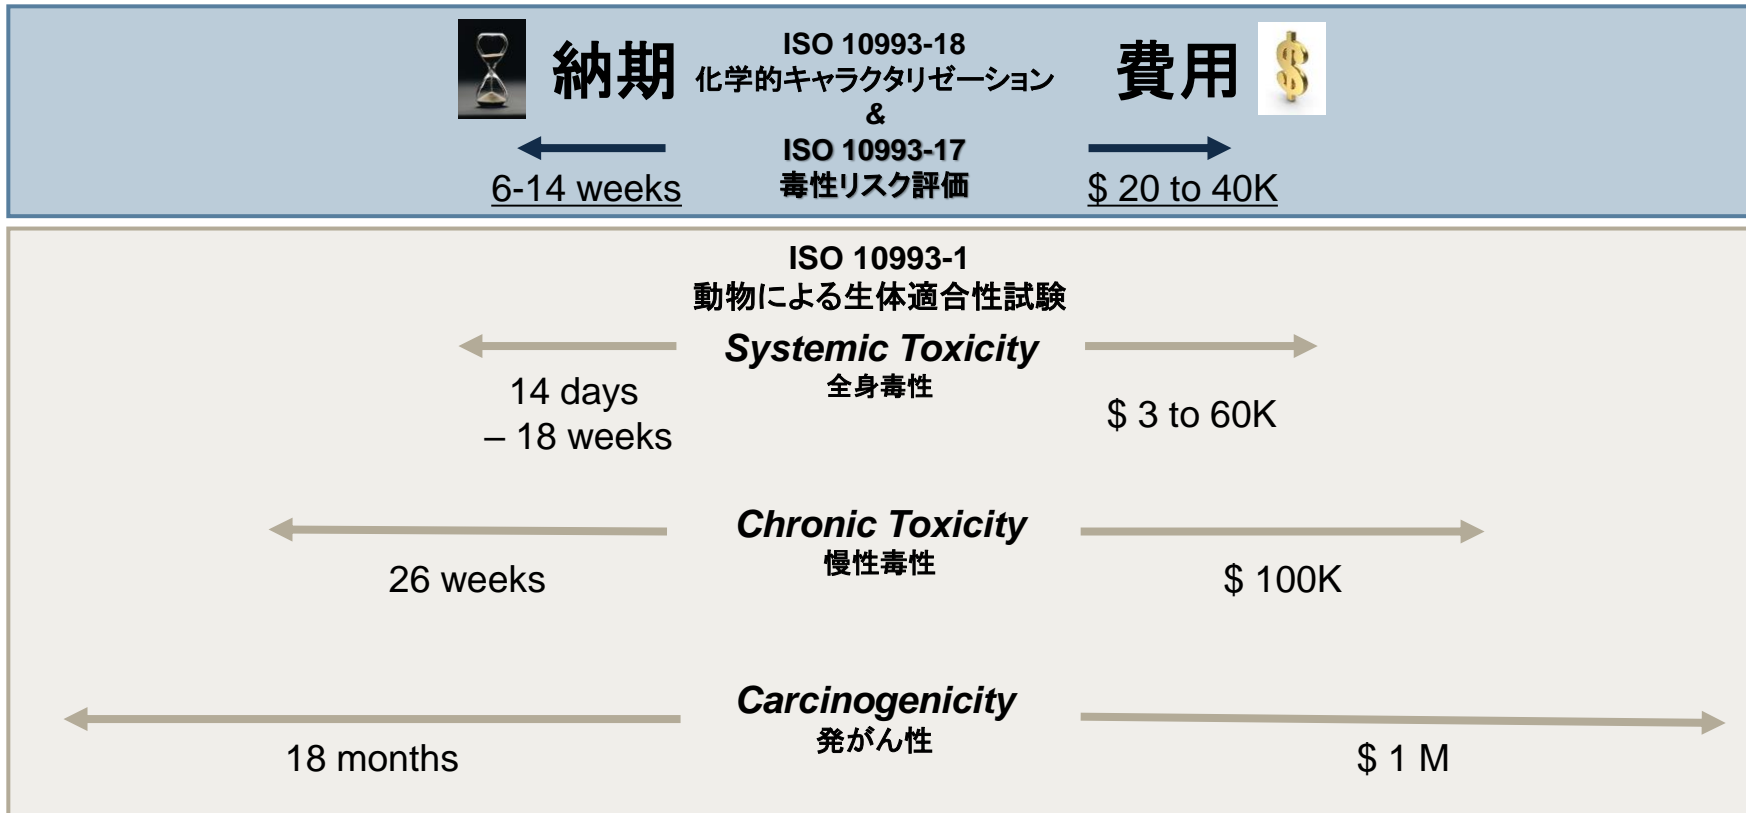 納期
ISO 10993-18
化学的キャラクタリゼーション
&
ISO 10993-17
毒性リスク評価
費用
6-14 weeks
$ 20 to 40K
ISO 10993-1
動物による生体適合性試験
Systemic Toxicity
全身毒性
14 days
– 18 weeks
$ 3 to 60K
Chronic Toxicity
慢性毒性
26 weeks
$ 100K
Carcinogenicity
発がん性
18 months
$ 1 M